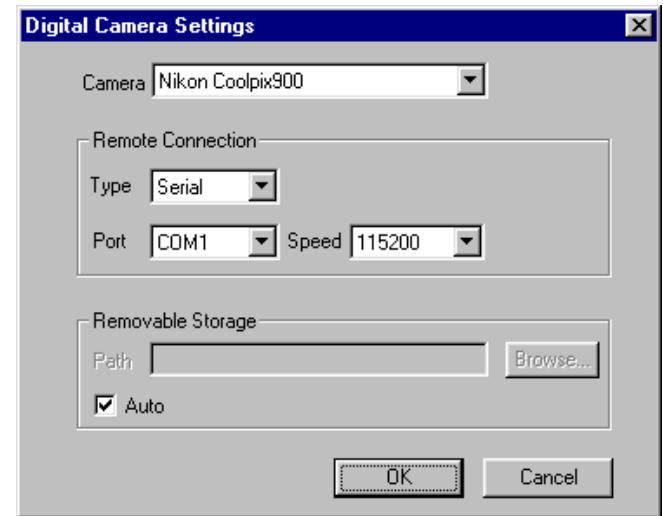 Digital Camera Settings
Camera Nikon Coolpix900
Remote Connection
Type Serial
Port COM1 Speed 115200
Removable Storage
Path Browse...
Auto
OK Cancel